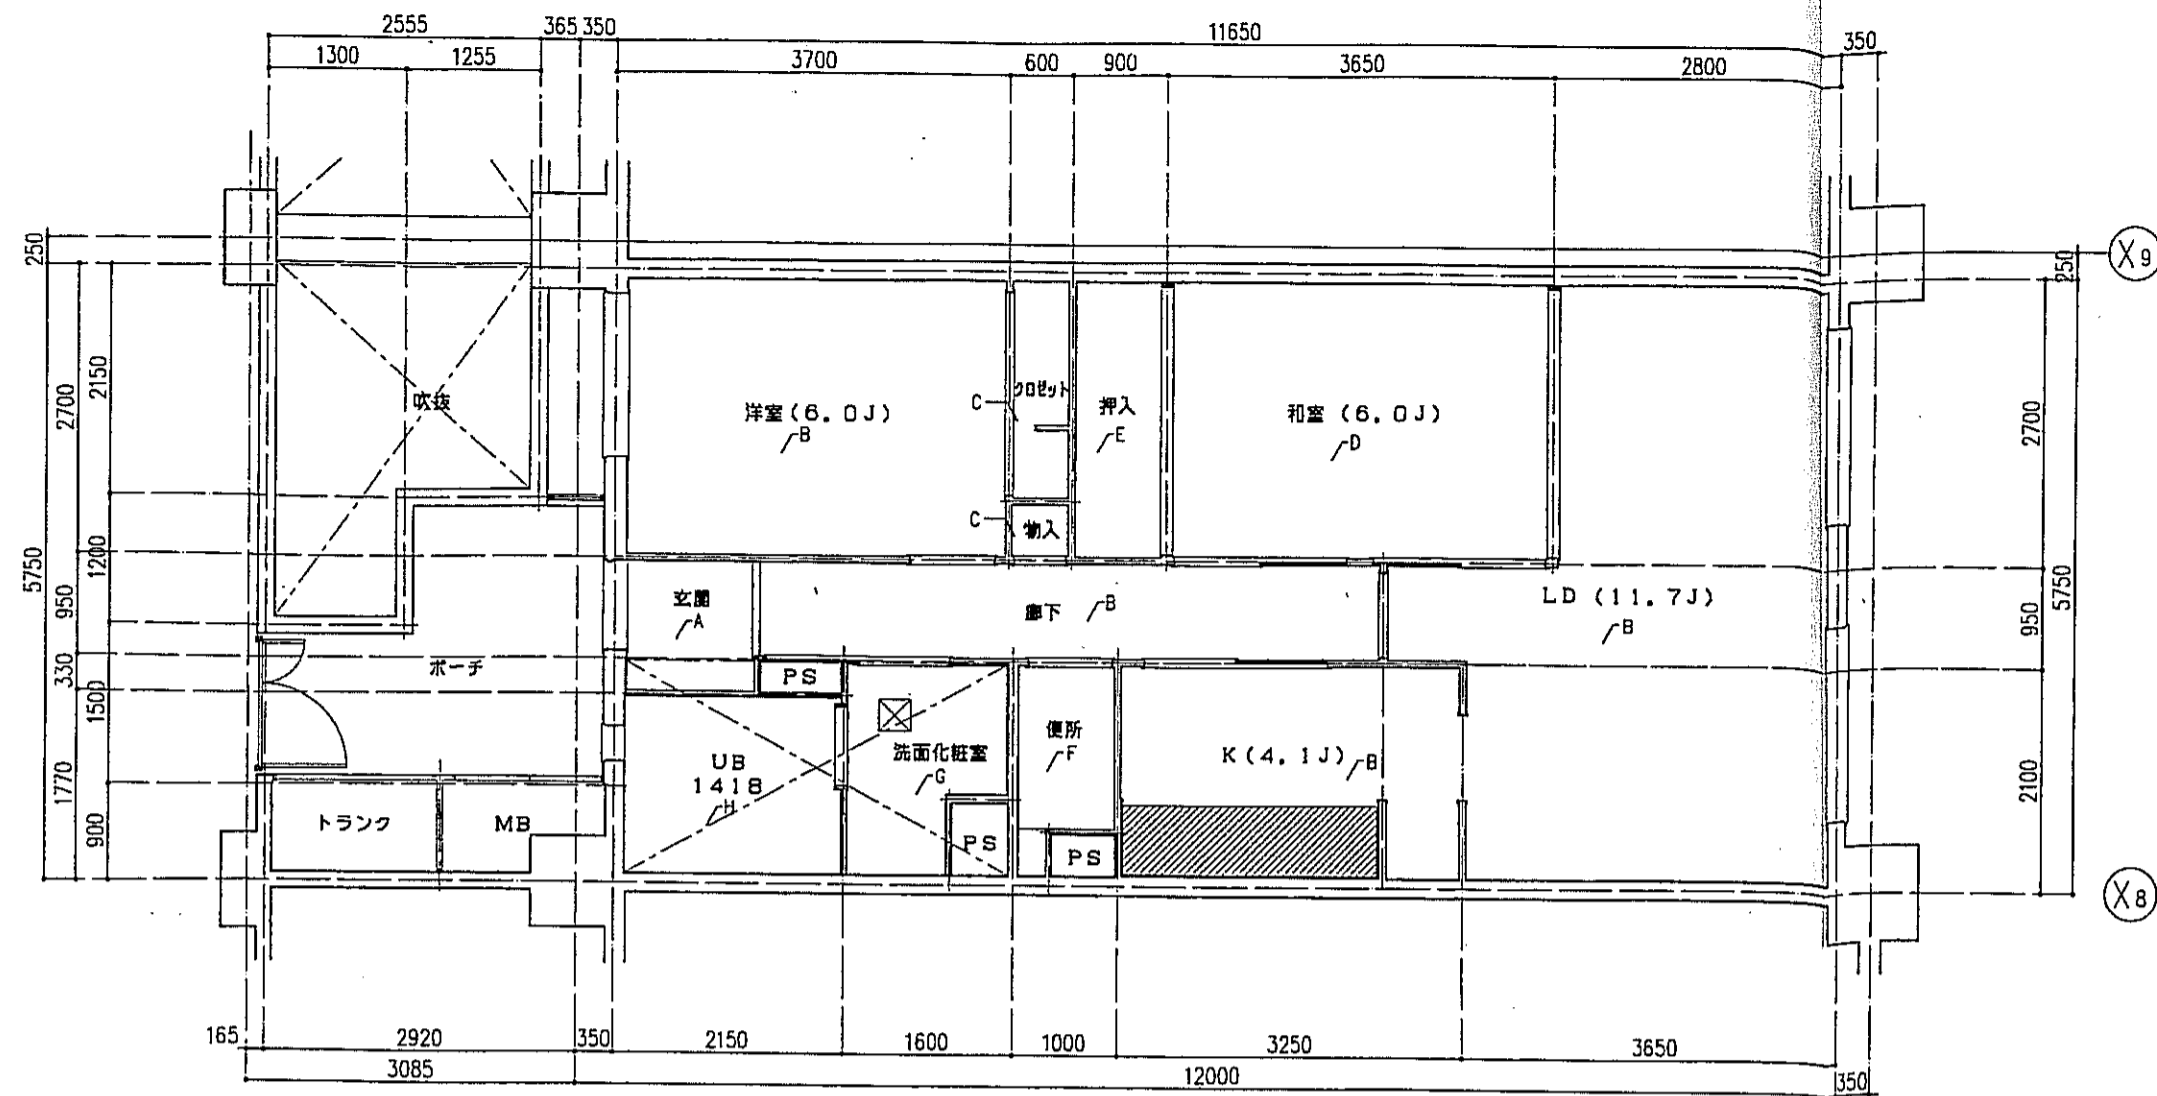 2555
365
350
11650
350
1300
1255
3700
600
900
3650
2800
250
X9
250
2150
2700
吹抜
洋室(6.0J)
B
C
クロゼット
押入
E
和室 (6.0J)
D
2700
C
物入
1200
5750
950
玄関
A
廊下
B
LD (11.7J)
B
950
5750
330
ポーチ
PS
1500
UB
1418
H
洗面化粧室
G
便所
F
K(4.1J)
B
2100
1770
900
トランク
MB
PS
PS
X8
165
2920
350
2150
1600
1000
3250
3650
3085
12000
350